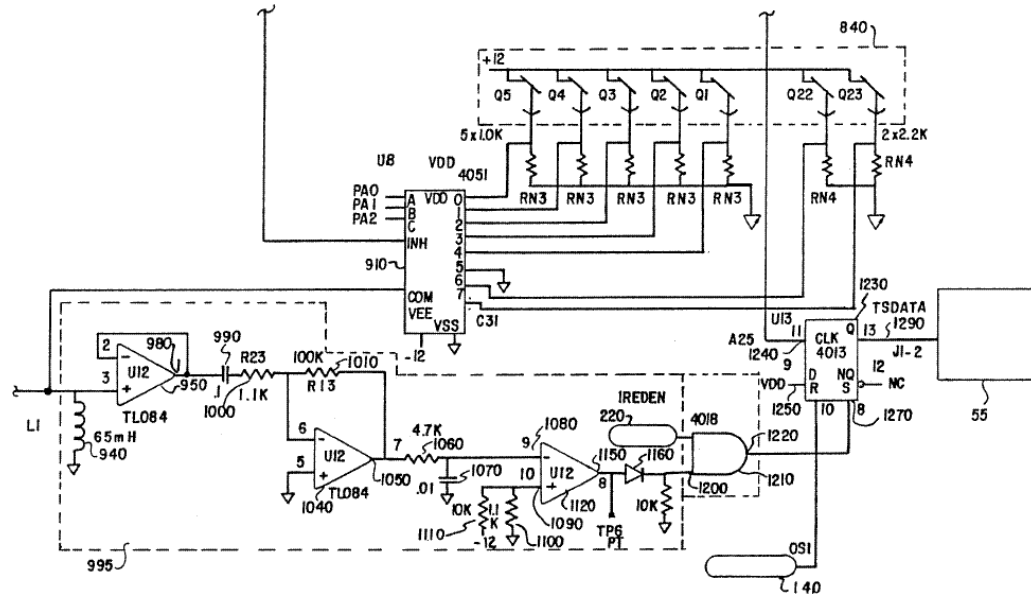 840
+12
Q5 Q4 Q3 Q2 Q1 Q22 Q23
5x1.0K
2x2.2K
RN3 RN3 RN3 RN3 RN3
RN4
RN4
U8 VDD
4051
PA0
PA1
PA2
A
B
C
VDD
0
1
2
3
4
5
6
7
INH
910
COM
VEE
VSS
-12
C31
1230
TSDATA
U13
11
CLK
Q
13
1290
A25
4013
J1-2
1240
9
D
NQ
12
VDD
R
S
NC
1250
10
8
1270
55
2
980
1
990
R23
100K
1010
U12
3
950
.1
1.1K
R13
TL084
1000
L1
65mH
940
6
U12
7
4.7K
1060
5
1050
1040
TL084
1070
.01
1080
9
1150
1160
10
U12
8
1120
1090
10K
1.1
K
1110
-12
1100
TP6
PT
220
IREDEN
4018
1220
1210
1200
10K
995
OS1
140